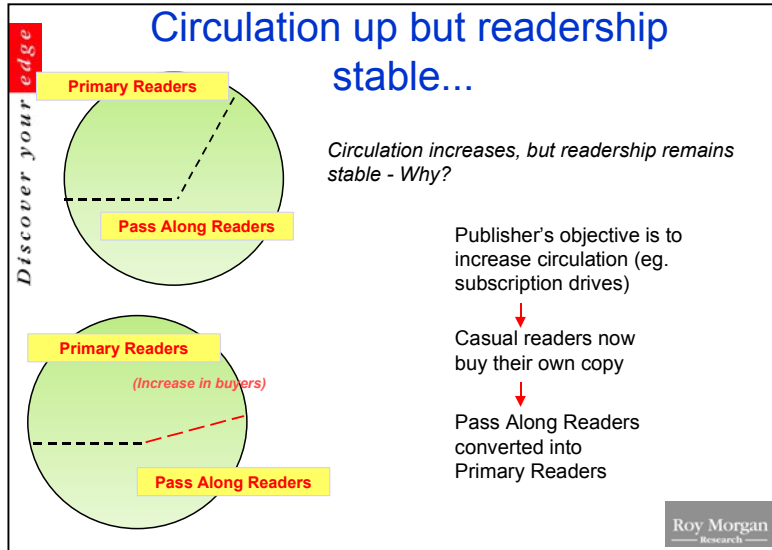 Circulation up but readership
stable...
Discover your edge
Primary Readers
Pass Along Readers
Circulation increases, but readership remains
stable - Why?
Publisher's objective is to
increase circulation (eg.
subscription drives)
Casual readers now
buy their own copy
Pass Along Readers
converted into
Primary Readers
Primary Readers
(Increase in buyers)
Pass Along Readers
Roy Morgan
Research